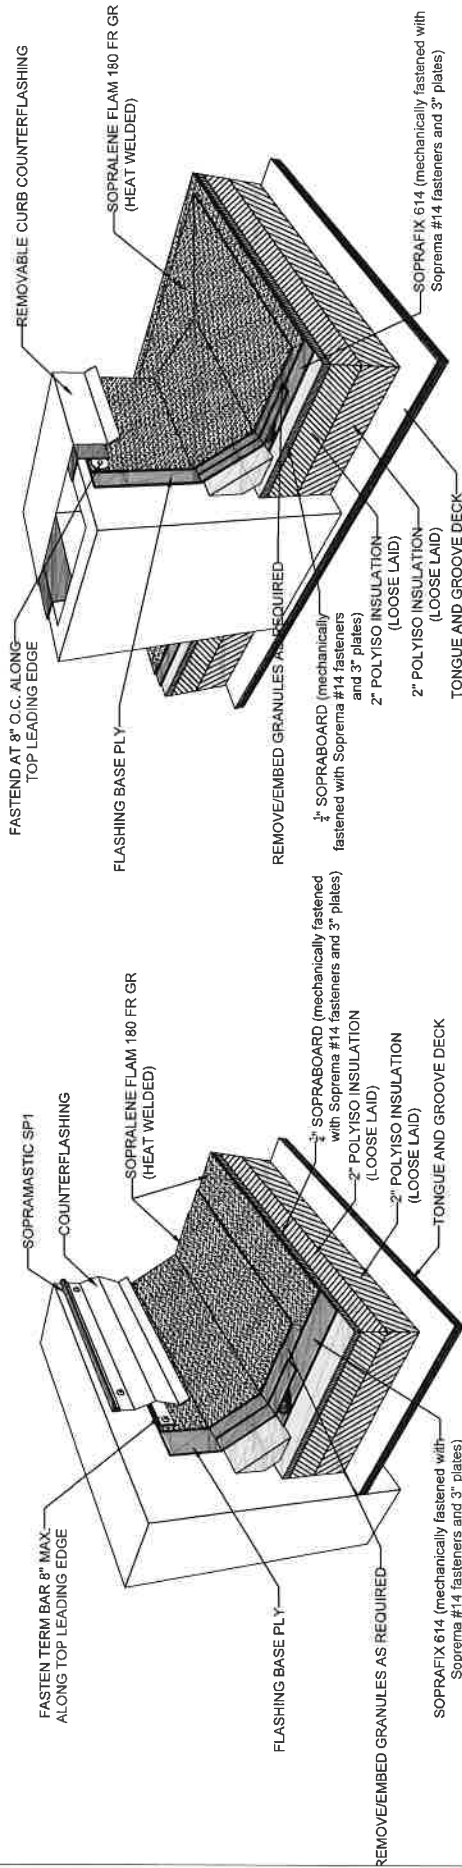 SOPRAMASTIC SP1
COUNTERFLASHING
SOPRALENE FLAM 180 FR GR
(HEAT WELDED)
FASTEN TERM BAR 8" MAX.
ALONG TOP LEADING EDGE
FLASHING BASE PLY
REMOVE/EMBED GRANULES AS REQUIRED
SOPRAFIX 614 (mechanically fastened with
Soprema #14 fasteners and 3" plates)
¼" SOPRABOARD (mechanically fastened
with Soprema #14 fasteners and 3" plates)
2" POLYISO INSULATION
(LOOSE LAID)
2" POLYISO INSULATION
(LOOSE LAID)
TONGUE AND GROOVE DECK
FASTEND AT 8" O.C. ALONG
TOP LEADING EDGE
REMOVABLE CURB COUNTERFLASHING
SOPRALENE FLAM 180 FR GR
(HEAT WELDED)
FLASHING BASE PLY
REMOVE/EMBED GRANULES AS REQUIRED
¼" SOPRABOARD (mechanically
fastened with Soprema #14 fasteners
and 3" plates)
2" POLYISO INSULATION
(LOOSE LAID)
2" POLYISO INSULATION
(LOOSE LAID)
TONGUE AND GROOVE DECK
SOPRAFIX 614 (mechanically fastened with
Soprema #14 fasteners and 3" plates)